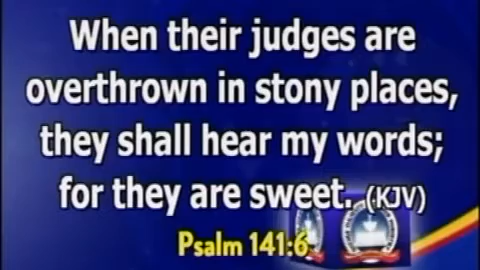 When their judges are
overthrown in stony places,
they shall hear my words;
for they are sweet. (KJV)
Psalm 141:6